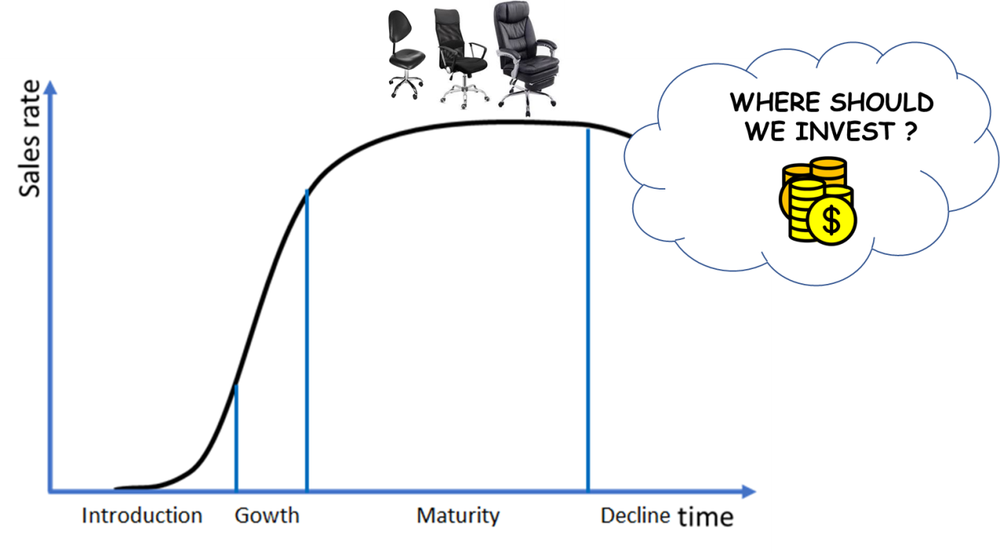 Sales rate
WHERE SHOULD
WE INVEST ?
$
Introduction
Gowth
Maturity
Decline
time